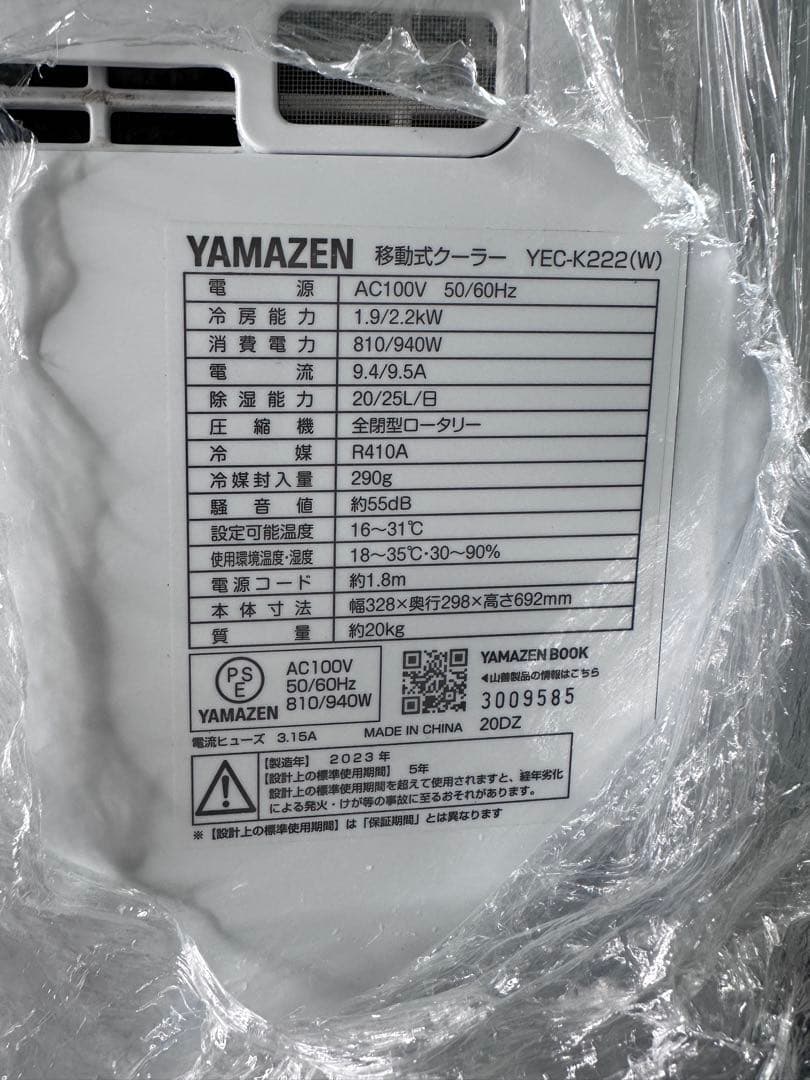 YAMAZEN 移動式クーラー YEC-K222(W)
電源 AC100V 50/60Hz
冷房能力 1.9/2.2kW
消費電力 810/940W
電流 9.4/9.5A
除湿能力 20/25L/日
圧縮機 全閉型ロータリー
冷媒 R410A
冷媒封入量 290g
騒音値 約55dB
設定可能温度 16〜31℃
使用環境温度・湿度 18〜35℃・30〜90%
電源コード 約1.8m
本体寸法 幅328×奥行298×高さ692mm
質量 約20kg
PSE
YAMAZEN
AC100V
50/60Hz
810/940W
YAMAZEN BOOK
◀山善製品の情報はこちら
3009585
電流ヒューズ 3.15A MADE IN CHINA 20DZ
【製造年】 2023年
【設計上の標準使用期間】 5年
設計上の標準使用期間を超えて使用されますと、経年劣化
による発火・けが等の事故に至るおそれがあります。
※【設計上の標準使用期間】は「保証期間」とは異なります